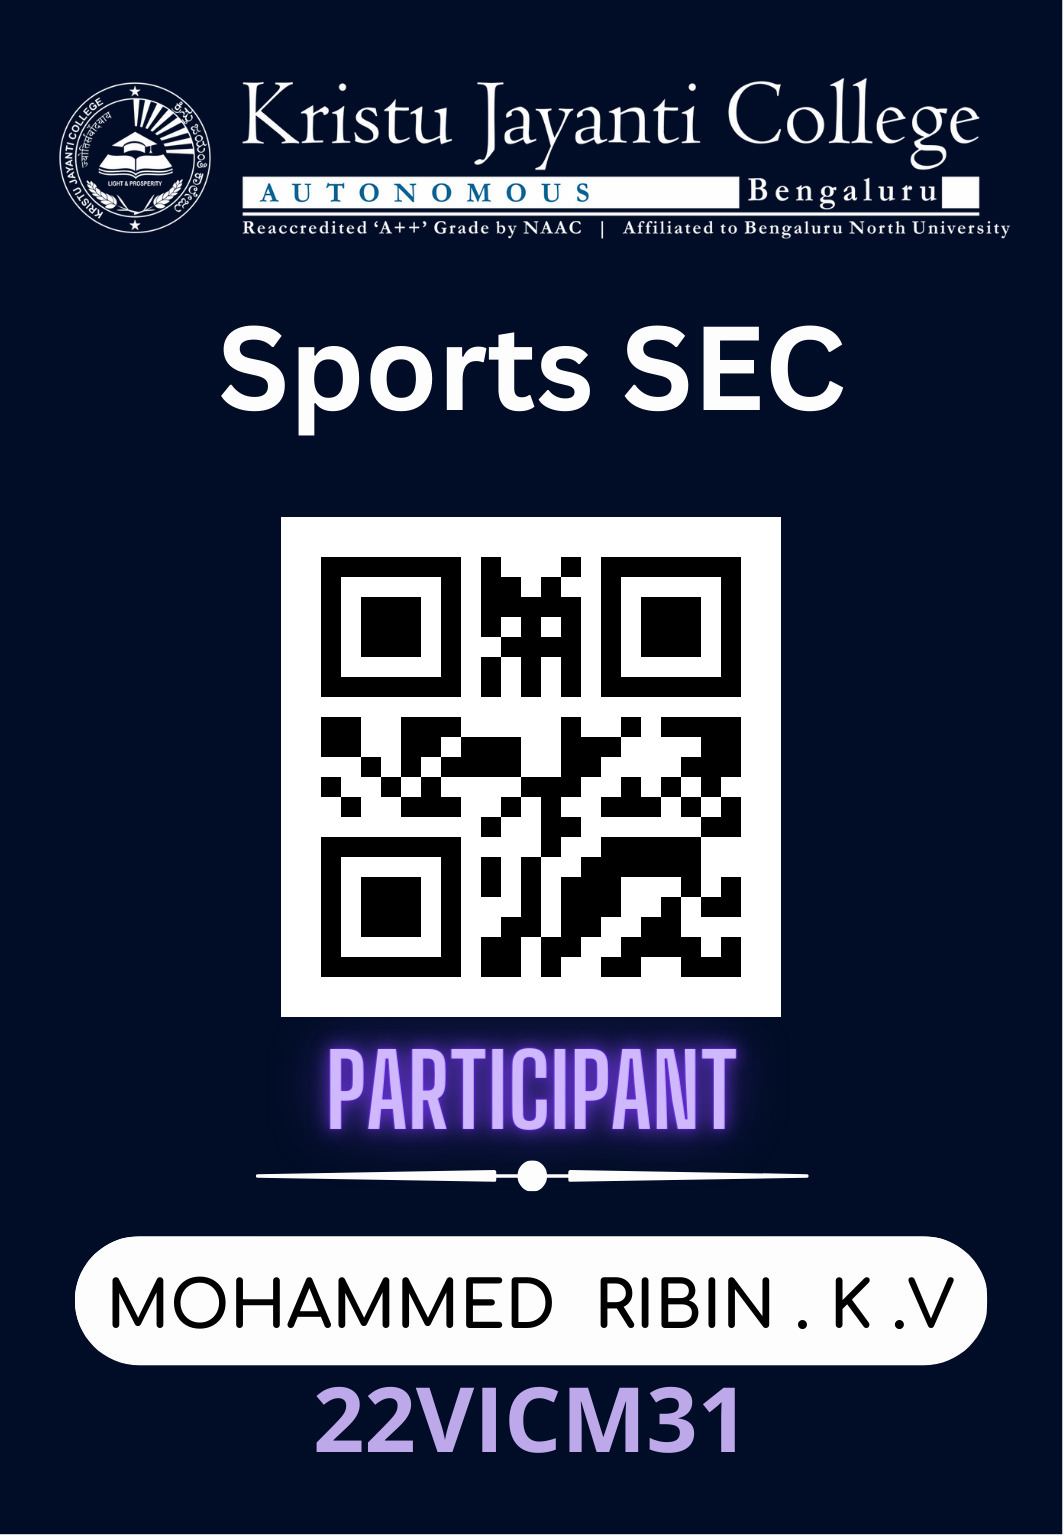 Kristu Jayanti College
AUTONOMOUS Bengaluru
Reaccredited ‘A++’ Grade by NAAC | Affiliated to Bengaluru North University
KRISTU JAYANTI COLLEGE
ಕ್ರಿಸ್ತು ಜಯಂತಿ ಕಾಲೇಜು
LIGHT & PROSPERITY
Sports SEC
PARTICIPANT
MOHAMMED RIBIN . K .V
22VICM31